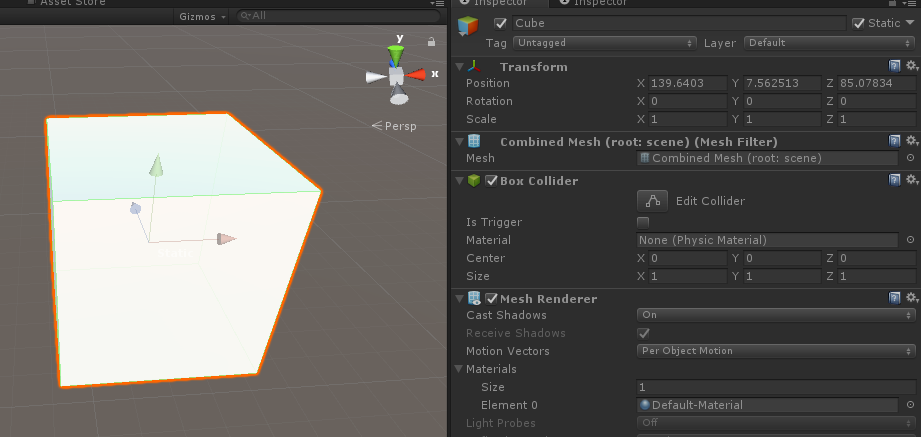 Asset Store
Inspector
Inspector
Gizmos
All
y
x
Persp
Cube
Static
Tag Untagged Layer Default
Transform
Position X 139.6403 Y 7.562513 Z 85.07834
Rotation X 0 Y 0 Z 0
Scale X 1 Y 1 Z 1
Combined Mesh (root: scene) (Mesh Filter)
Mesh Combined Mesh (root: scene)
Box Collider
Edit Collider
Is Trigger
Material None (Physic Material)
Center X 0 Y 0 Z 0
Size X 1 Y 1 Z 1
Mesh Renderer
Cast Shadows On
Receive Shadows
Motion Vectors Per Object Motion
Materials
Size 1
Element 0 Default-Material
Light Probes Off